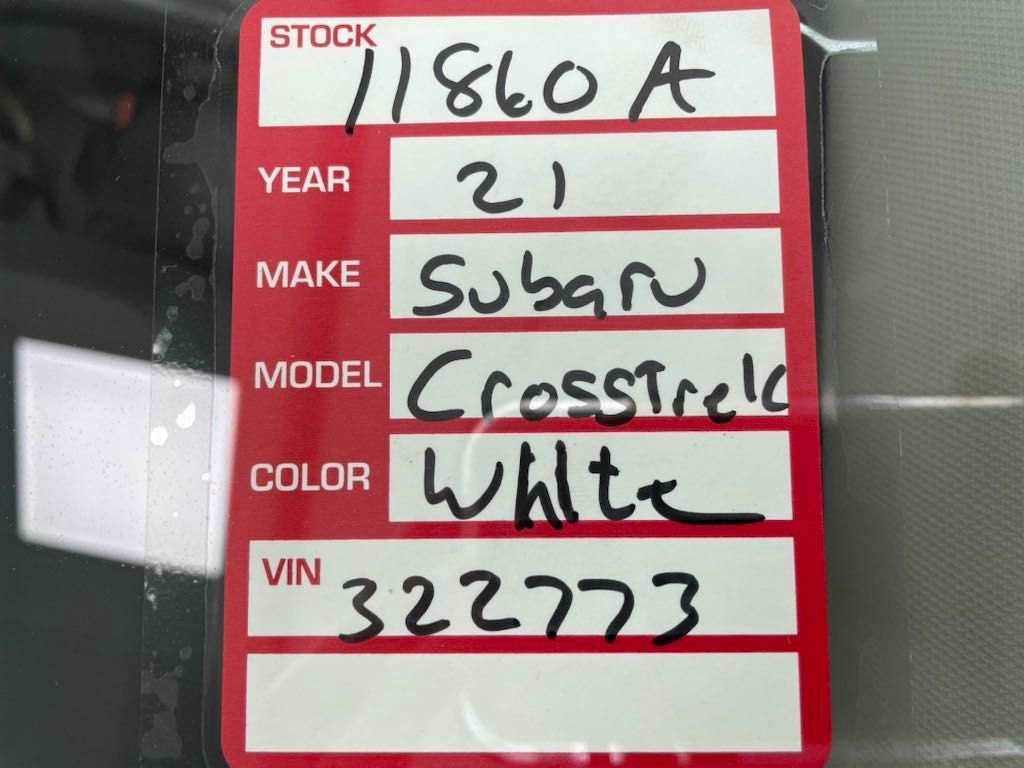 STOCK 11860 A
YEAR 21
MAKE Subaru
MODEL Crosstrek
COLOR White
VIN 322773